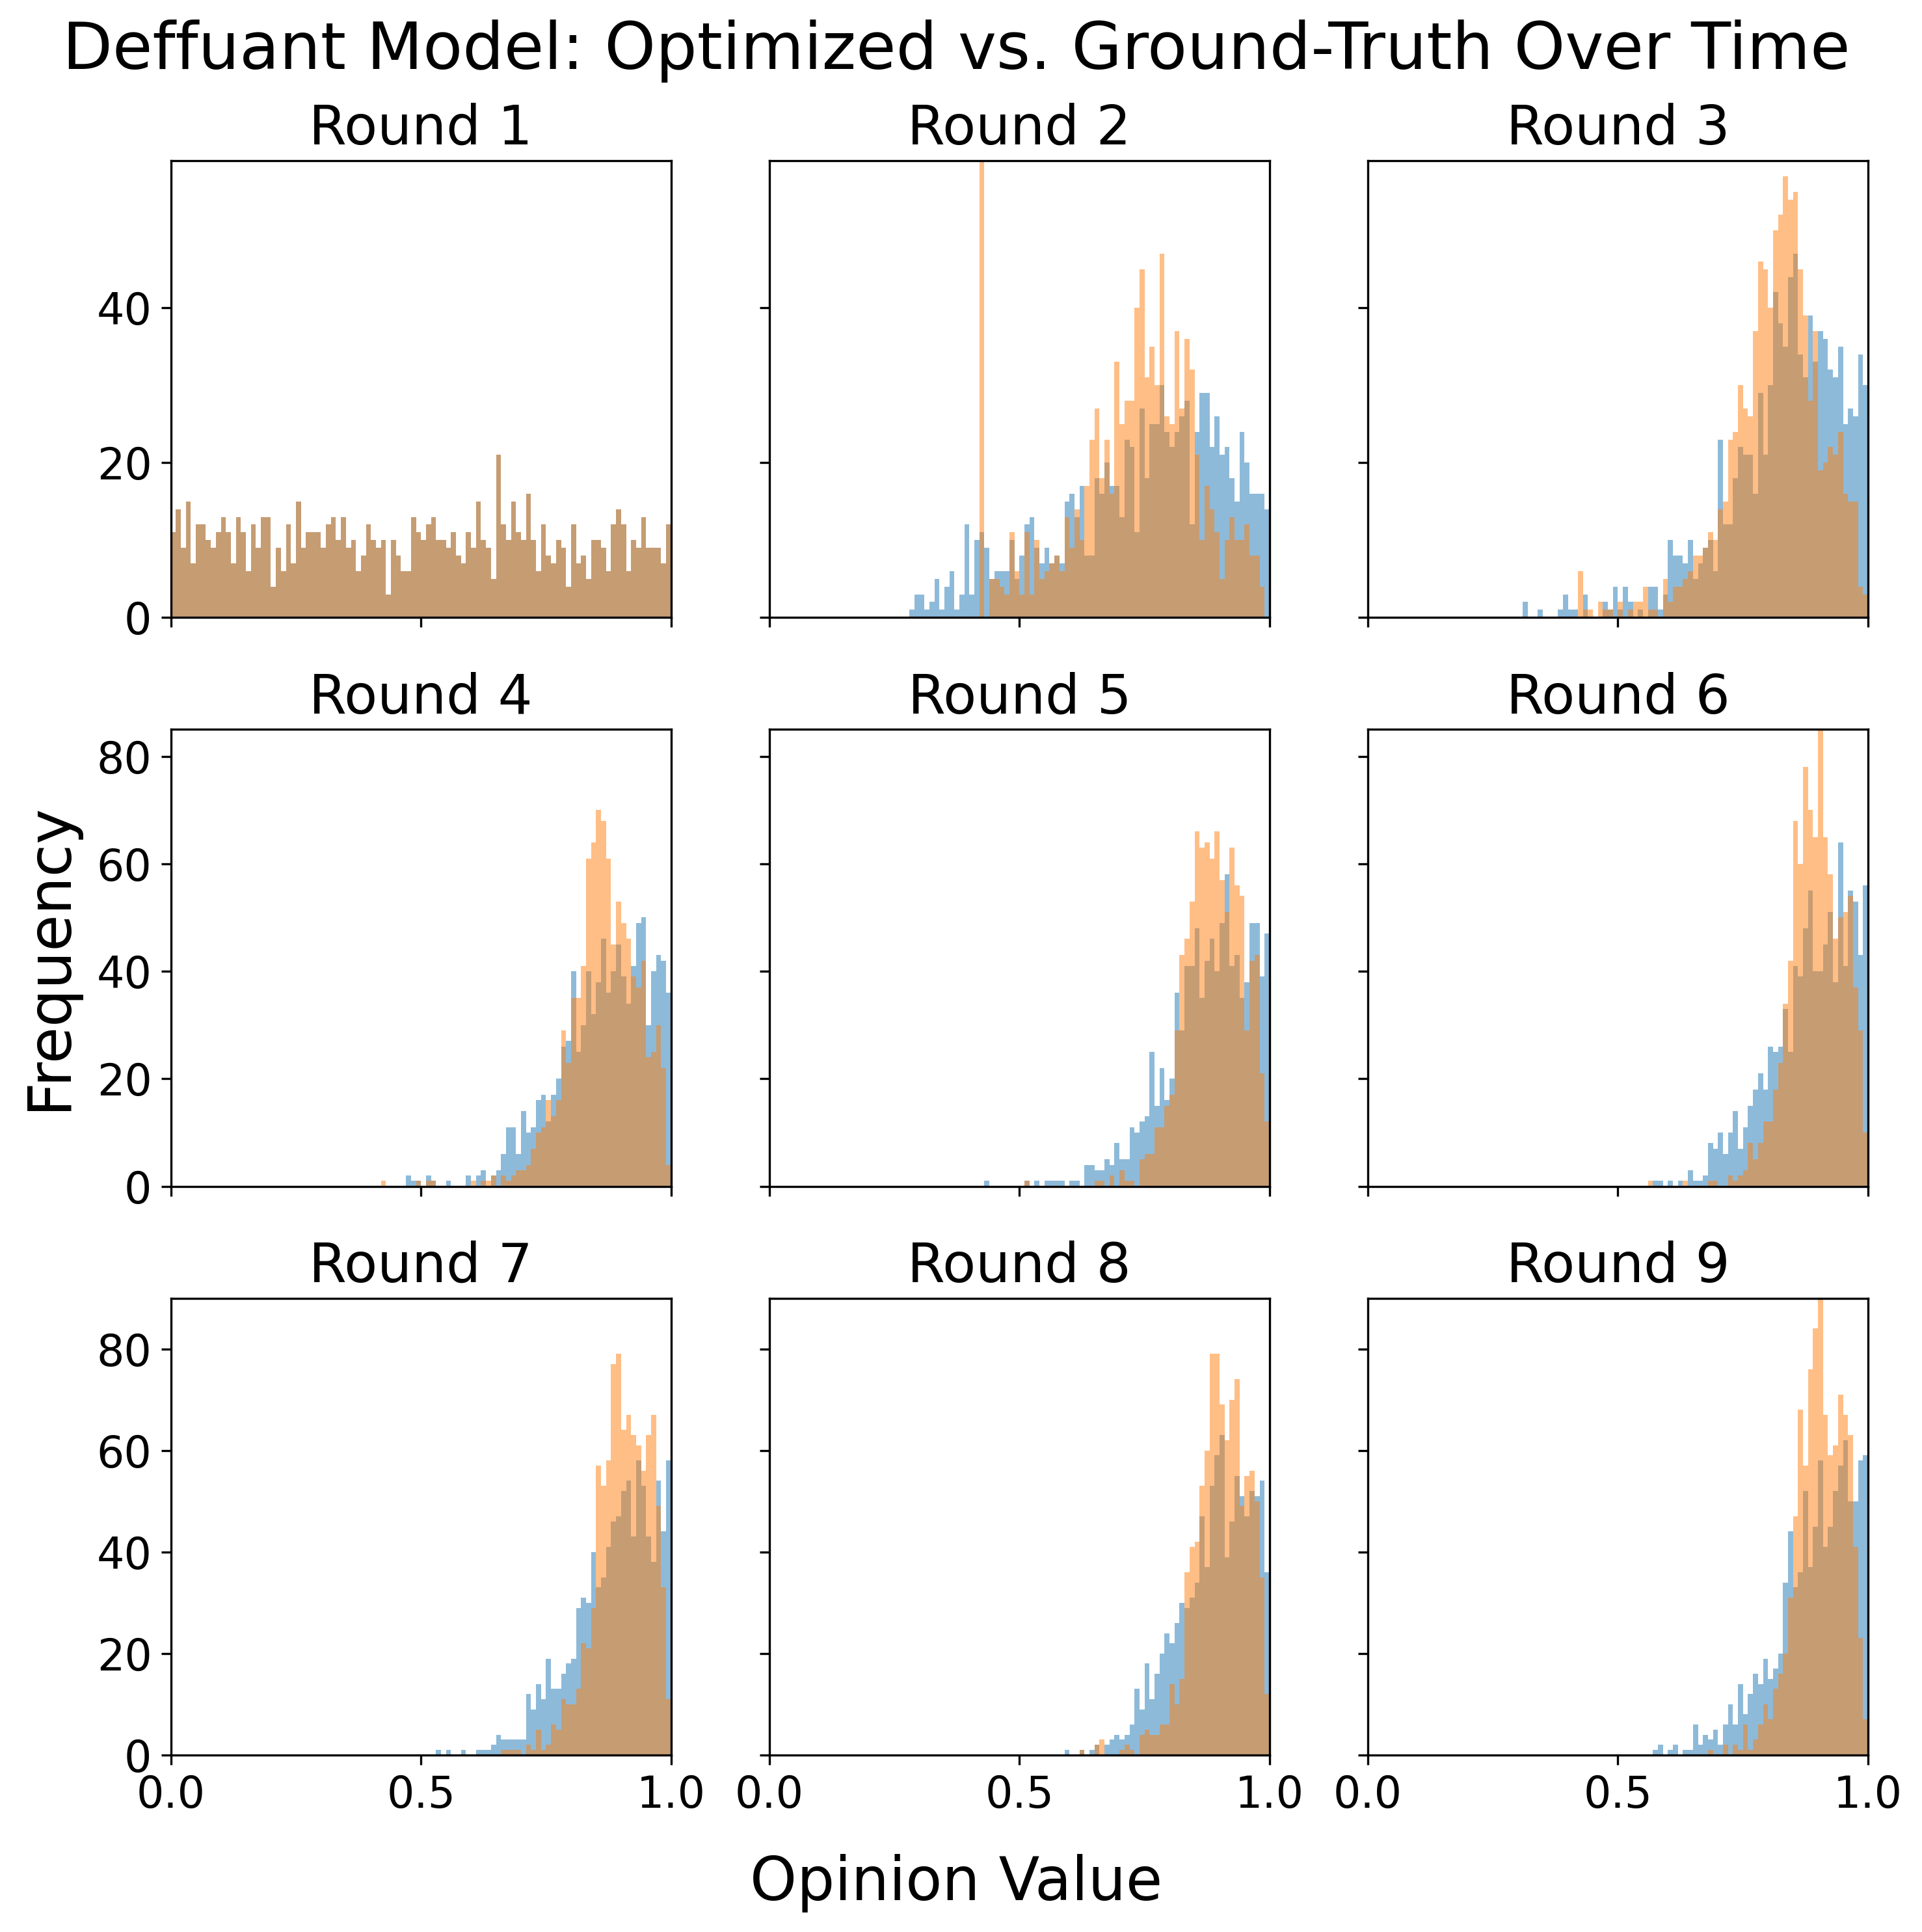 Deffuant Model: Optimized vs. Ground-Truth Over Time
Round 1
Round 2
Round 3
40
20
0
Round 4
Round 5
Round 6
80
60
40
20
0
Frequency
Round 7
Round 8
Round 9
80
60
40
20
0
0.0 0.5 1.0
0.0 0.5 1.0
0.0 0.5 1.0
Opinion Value